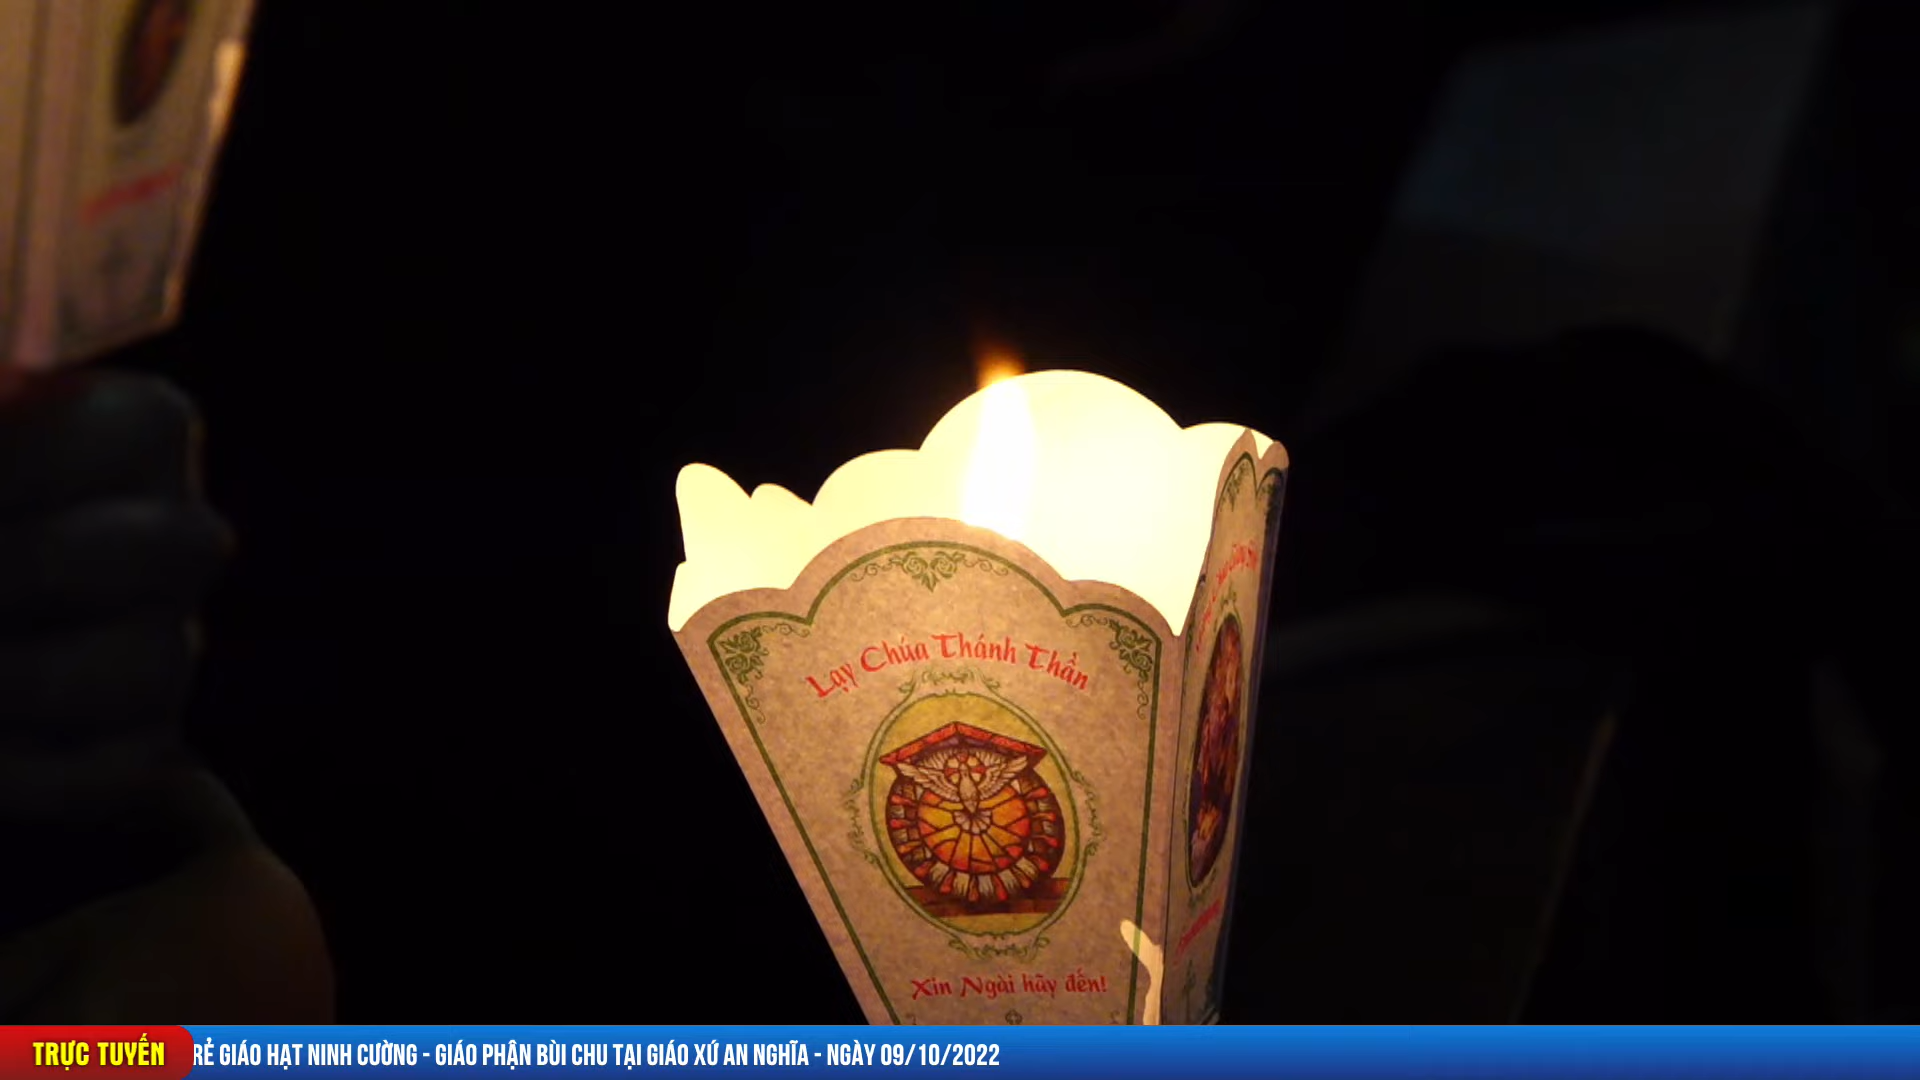 Lạy Chúa Thánh Thần
Xin Ngài hãy đến!
TRỰC TUYẾN
RẺ GIÁO HẠT NINH CƯỜNG - GIÁO PHẬN BÙI CHU TẠI GIÁO XỨ AN NGHĨA - NGÀY 09/10/2022